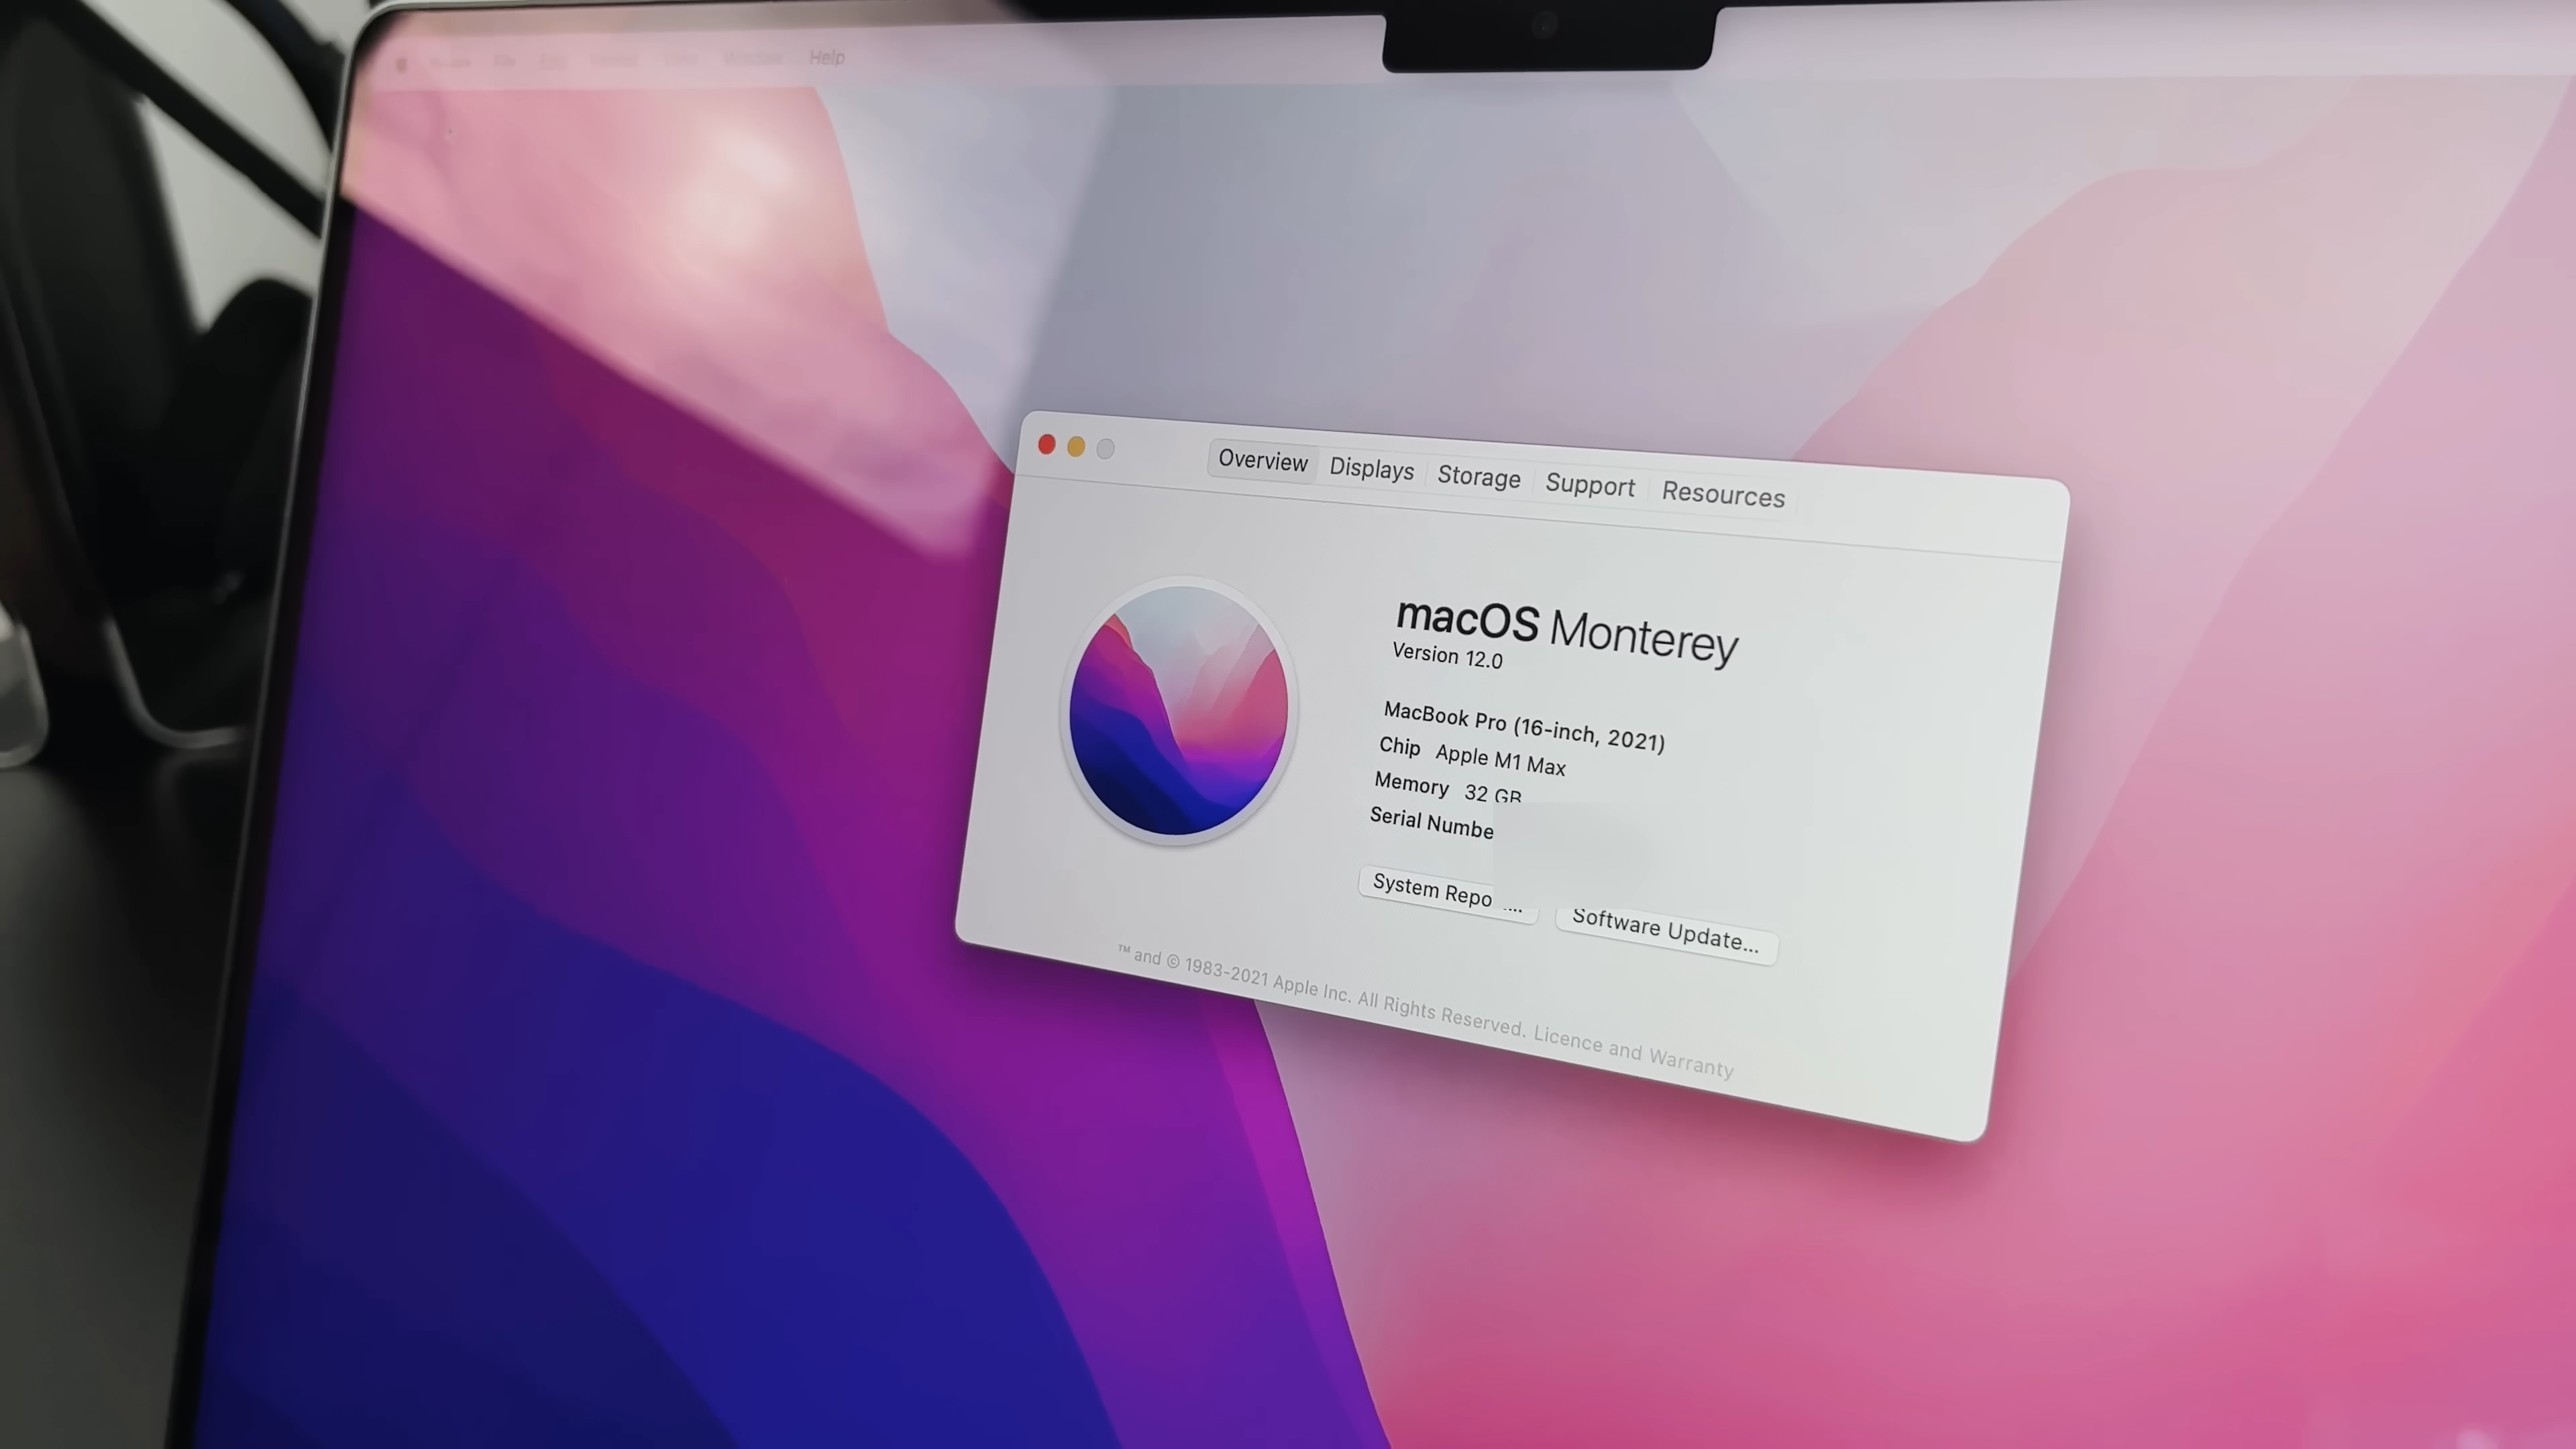 Help
Overview Displays Storage Support Resources
macOS Monterey
Version 12.0
MacBook Pro (16-inch, 2021)
Chip Apple M1 Max
Memory 32 GB
Serial Numbe
System Repo ...
Software Update...
™ and © 1983-2021 Apple Inc. All Rights Reserved. Licence and Warranty